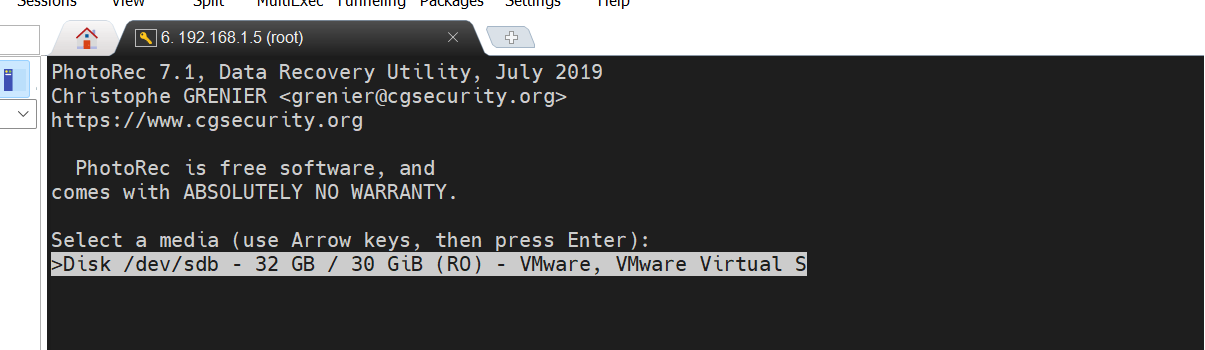 Sessions View Split MultiExec Tunneling Packages Settings Help
6. 192.168.1.5 (root)
PhotoRec 7.1, Data Recovery Utility, July 2019
Christophe GRENIER <grenier@cgsecurity.org>
https://www.cgsecurity.org
PhotoRec is free software, and
comes with ABSOLUTELY NO WARRANTY.
Select a media (use Arrow keys, then press Enter):
>Disk /dev/sdb - 32 GB / 30 GiB (RO) - VMware, VMware Virtual S